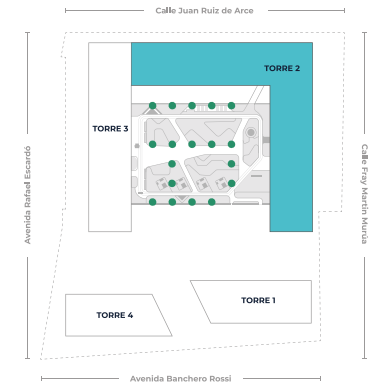 Calle Juan Ruiz de Arce
TORRE 2
TORRE 3
Avenida Rafael Escardó
Calle Fray Martín Murúa
TORRE 1
TORRE 4
Avenida Banchero Rossi